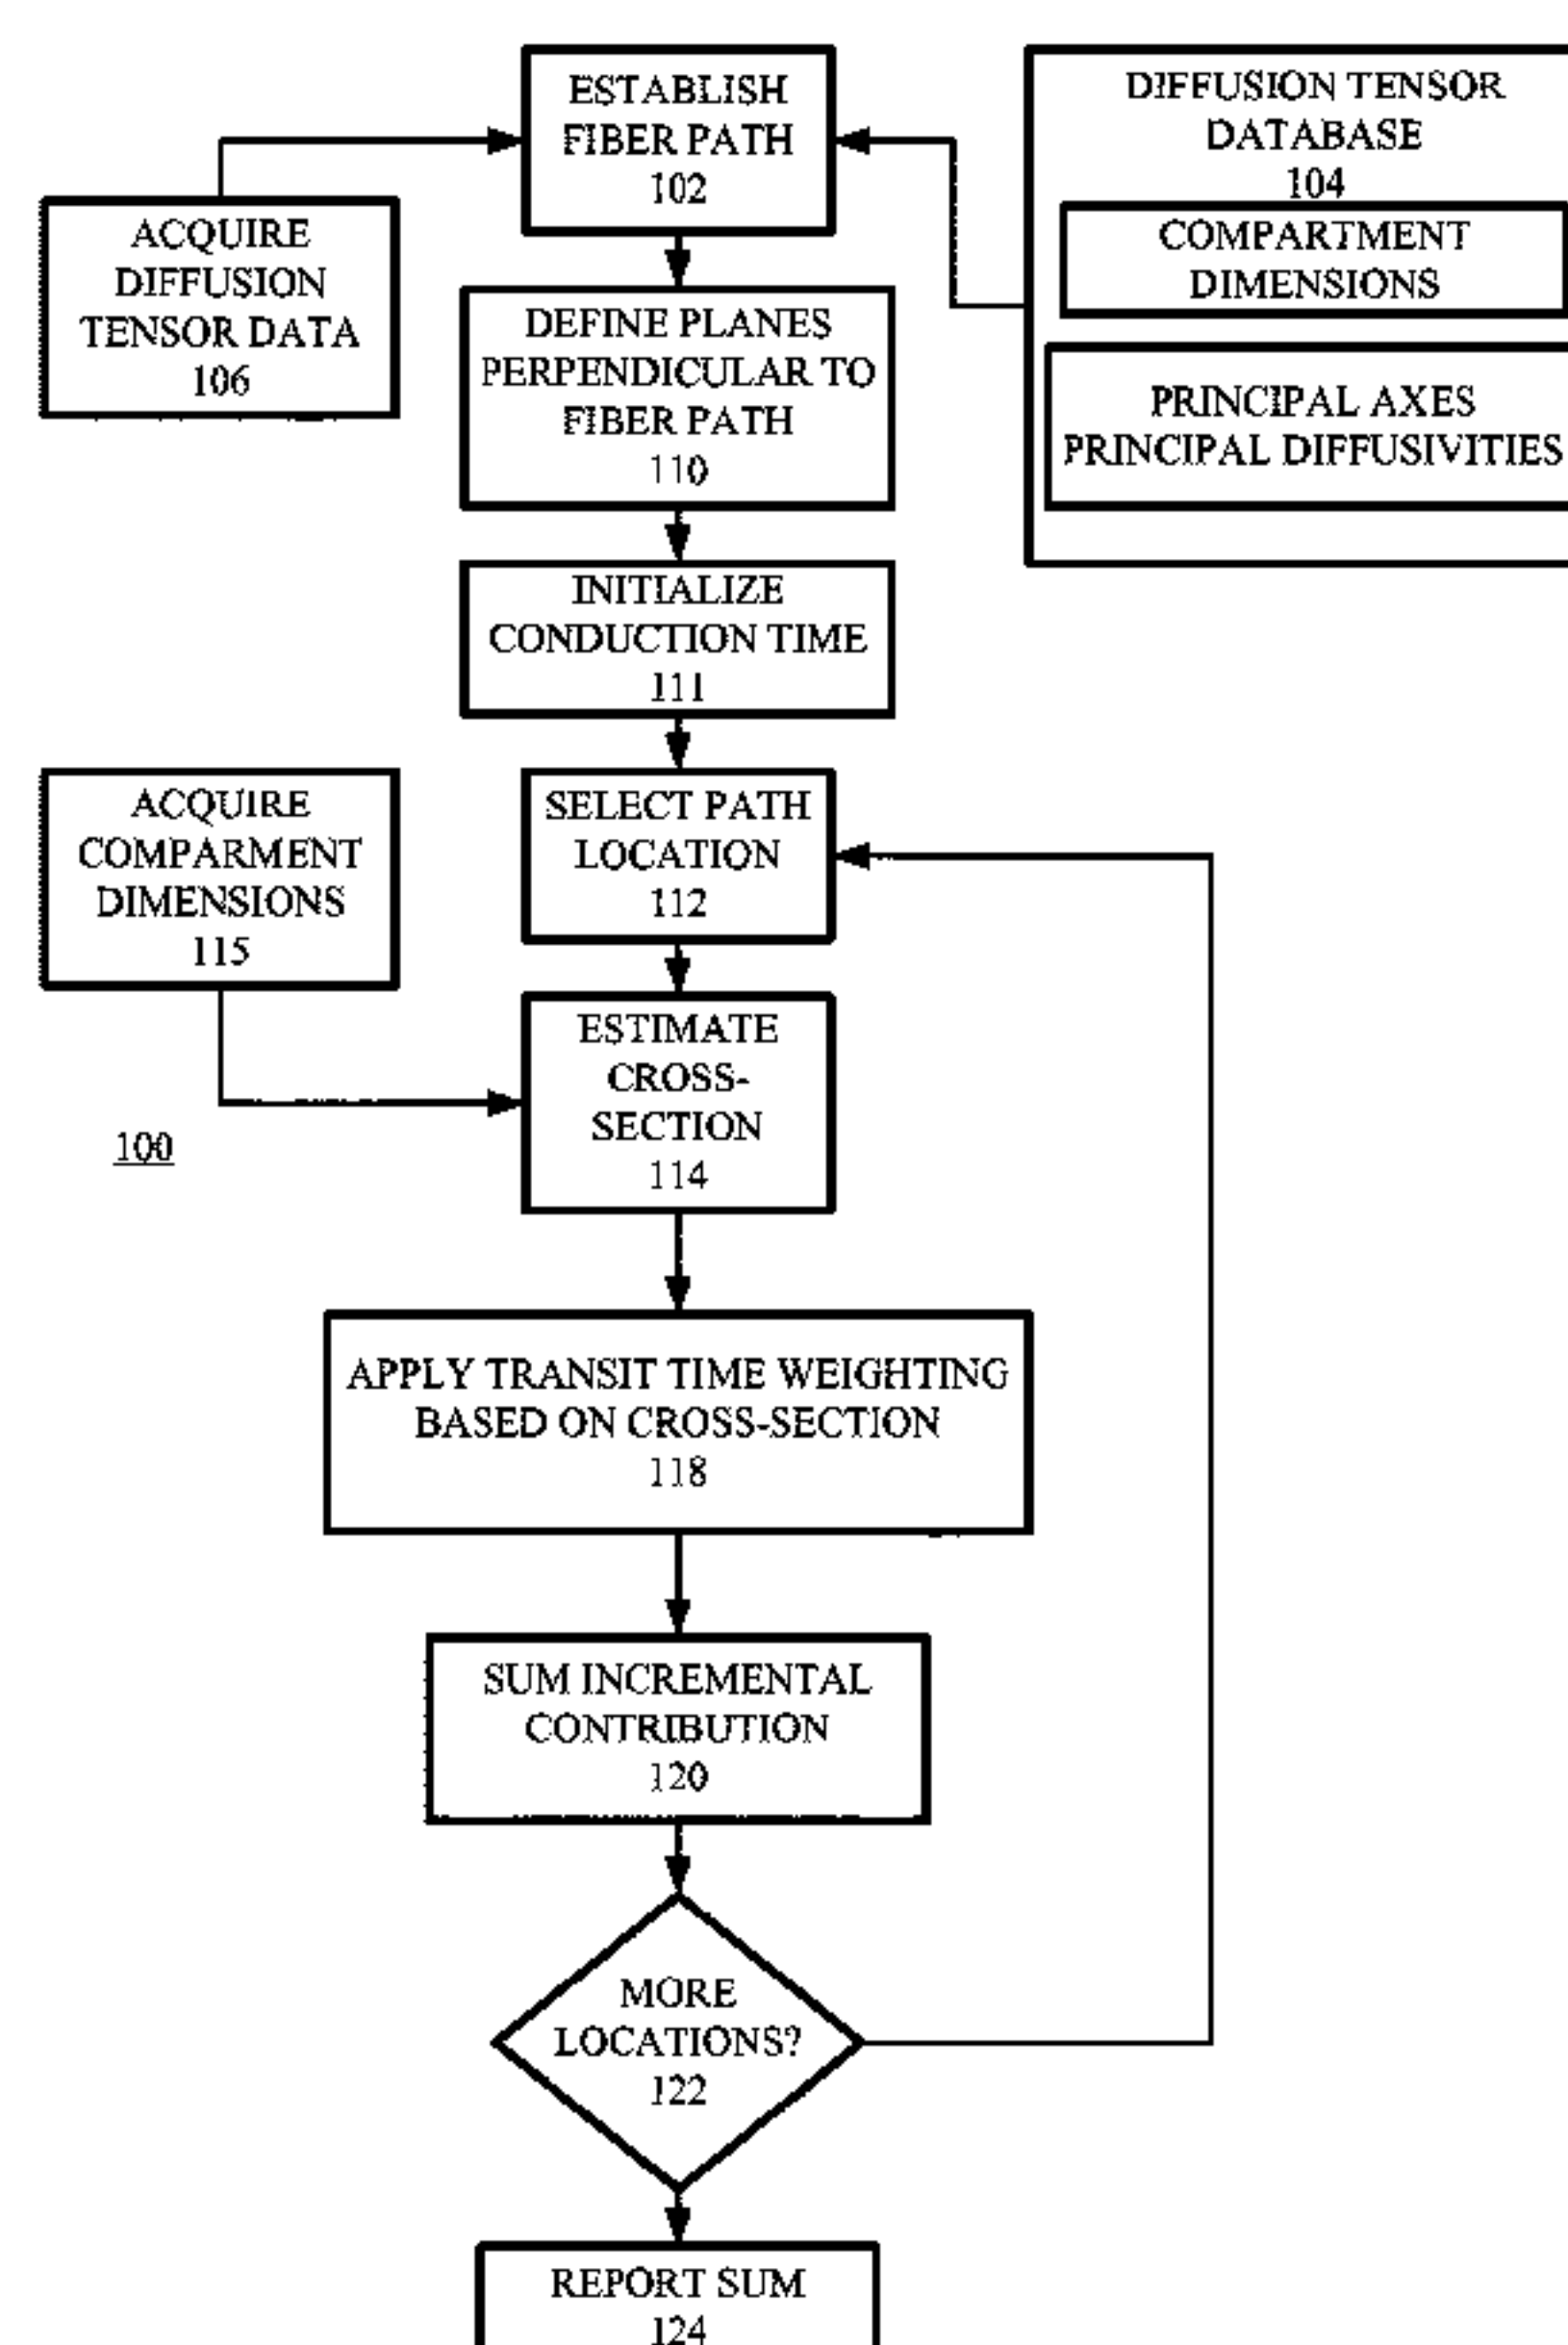 ESTABLISH
FIBER PATH
102
DIFFUSION TENSOR
DATABASE
104
COMPARTMENT
DIMENSIONS
PRINCIPAL AXES
PRINCIPAL DIFFUSIVITIES
ACQUIRE
DIFFUSION
TENSOR DATA
106
DEFINE PLANES
PERPENDICULAR TO
FIBER PATH
110
INITIALIZE
CONDUCTION TIME
111
ACQUIRE
COMPARMENT
DIMENSIONS
115
SELECT PATH
LOCATION
112
ESTIMATE
CROSS-
SECTION
114
100
APPLY TRANSIT TIME WEIGHTING
BASED ON CROSS-SECTION
118
SUM INCREMENTAL
CONTRIBUTION
120
MORE
LOCATIONS?
122
REPORT SUM
124